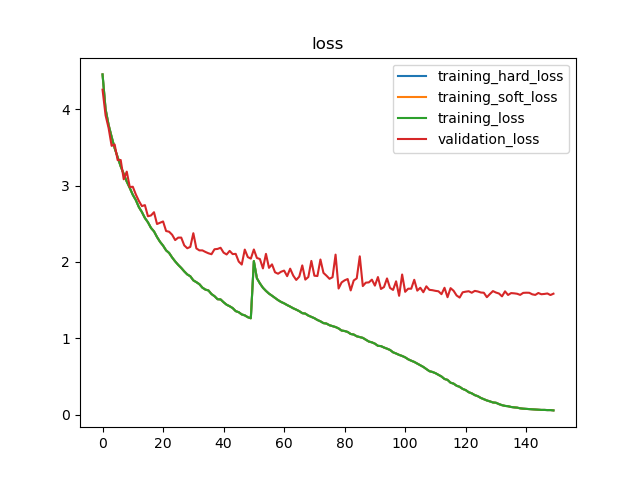 loss
training_hard_loss
training_soft_loss
training_loss
validation_loss
4
3
2
1
0
0 20 40 60 80 100 120 140